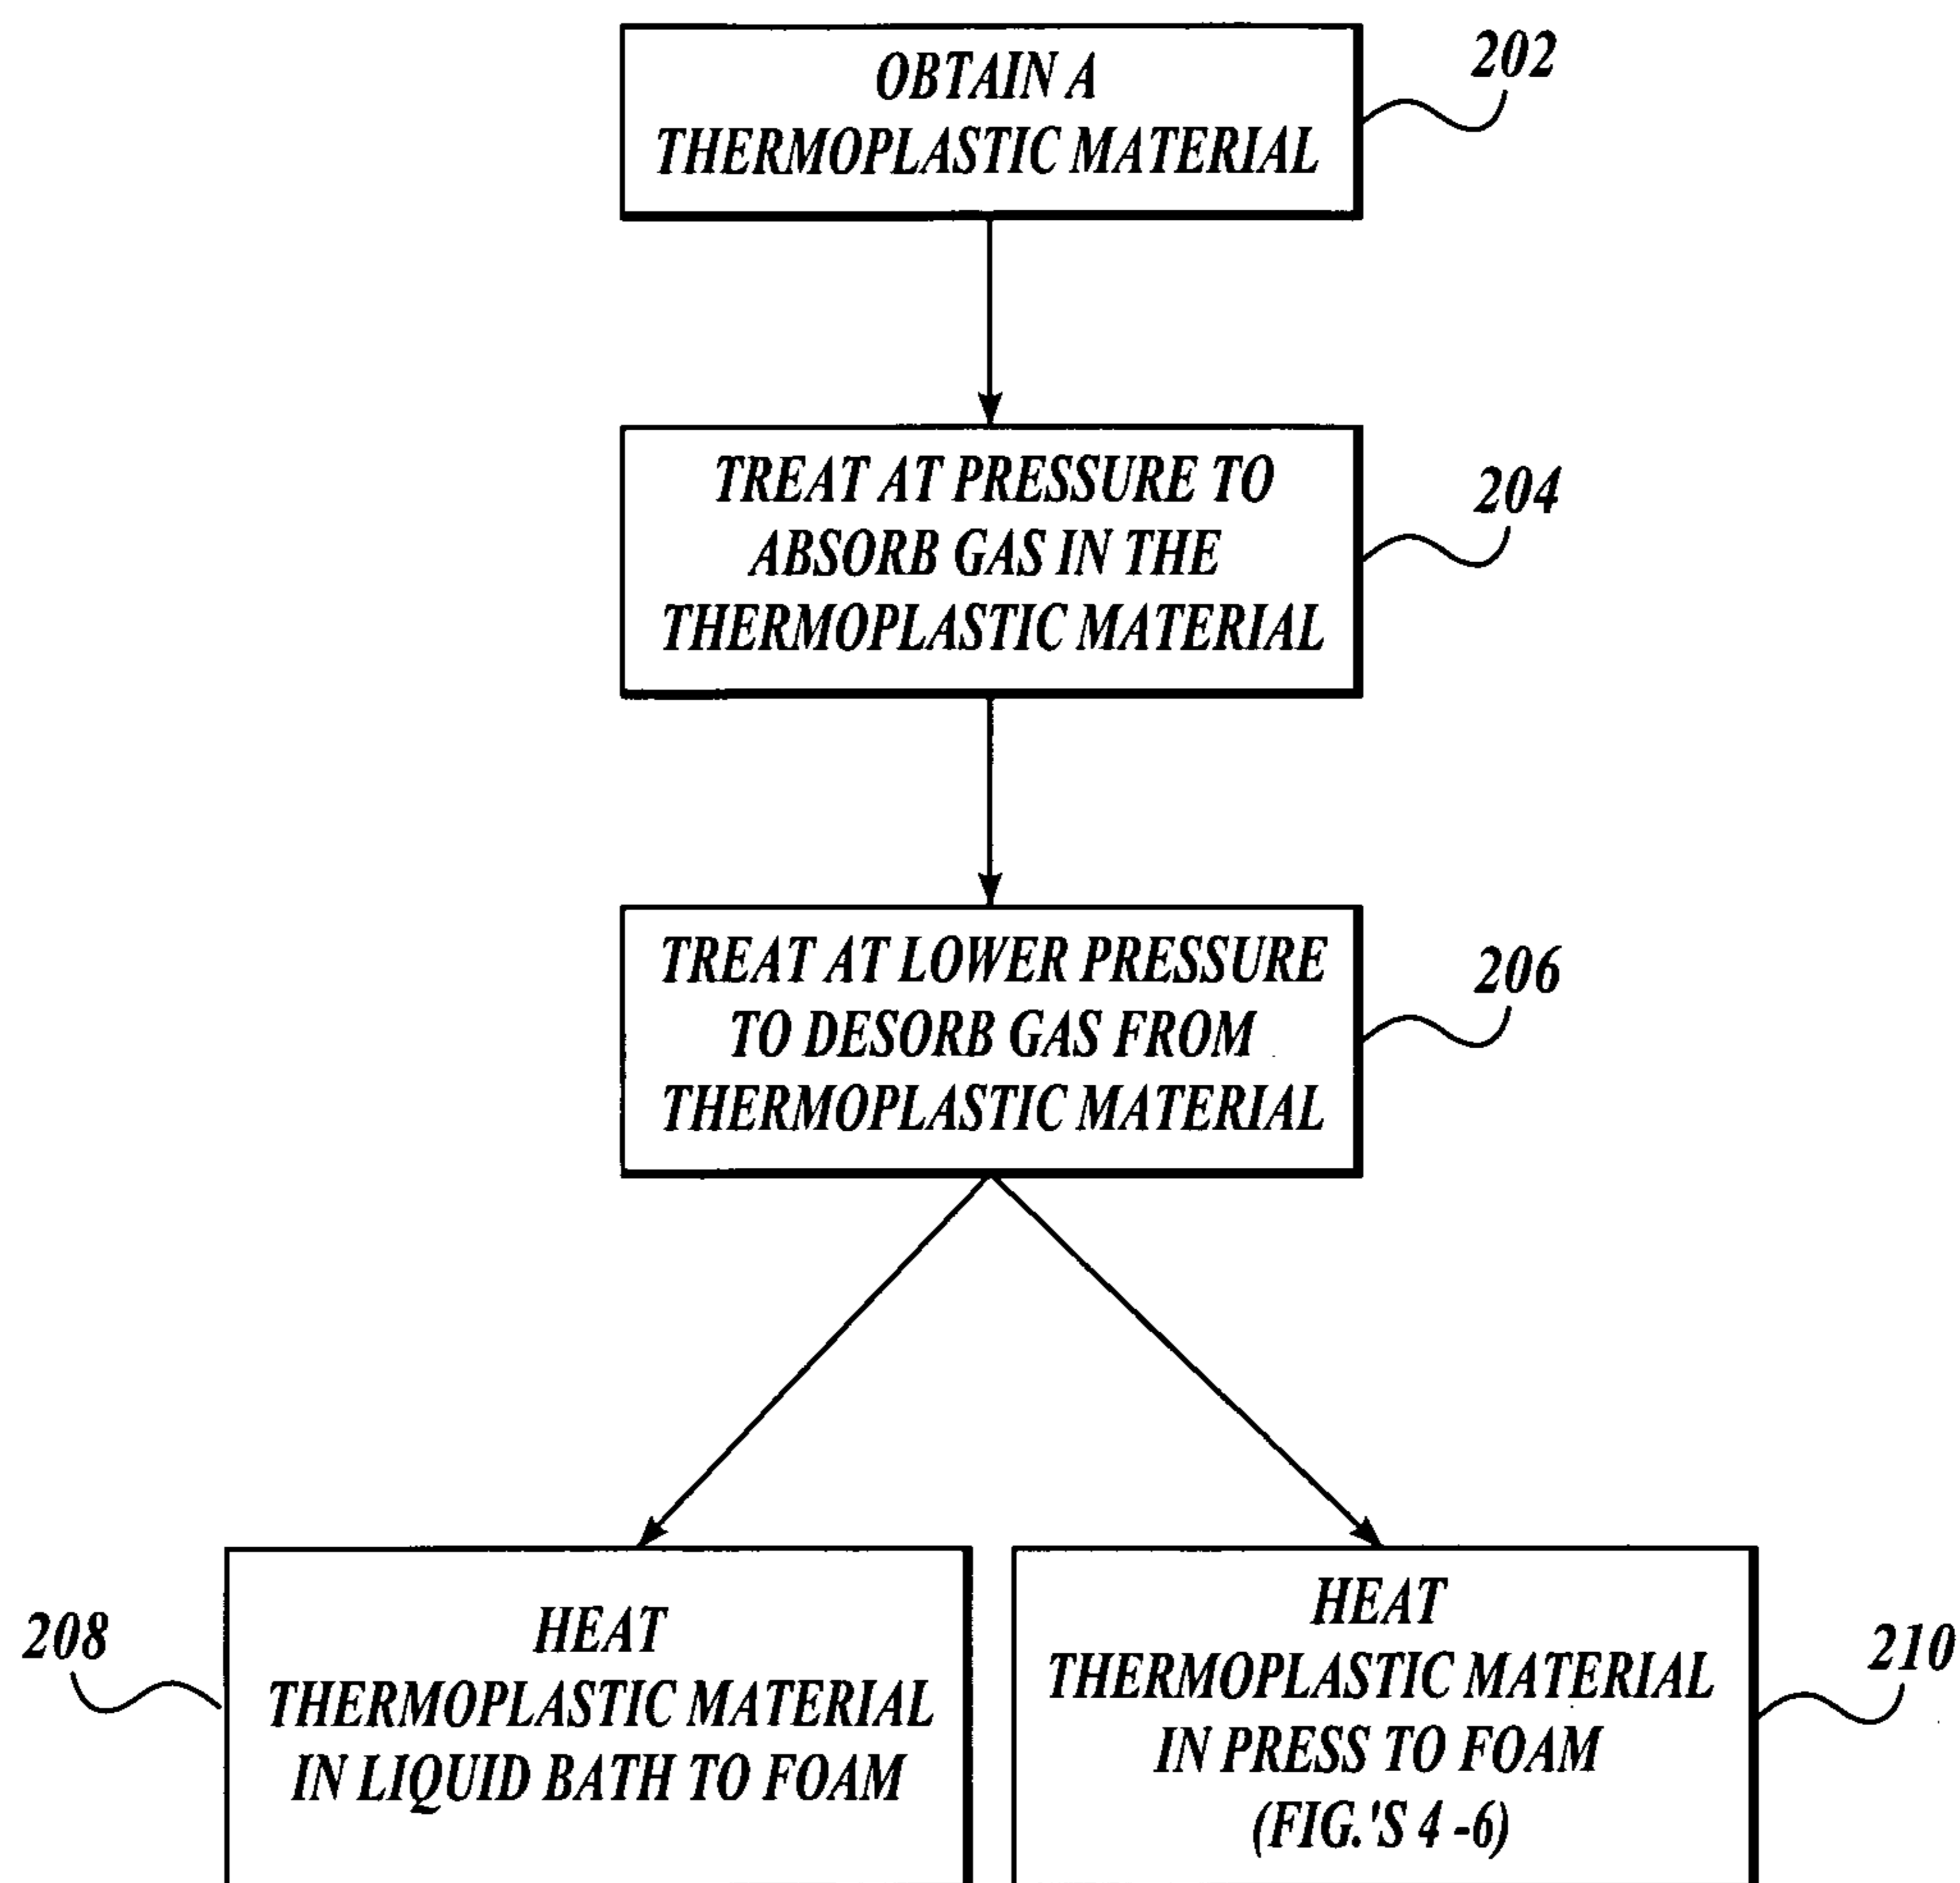 OBTAIN A
THERMOPLASTIC MATERIAL
202
TREAT AT PRESSURE TO
ABSORB GAS IN THE
THERMOPLASTIC MATERIAL
204
TREAT AT LOWER PRESSURE
TO DESORB GAS FROM
THERMOPLASTIC MATERIAL
206
208
HEAT
THERMOPLASTIC MATERIAL
IN LIQUID BATH TO FOAM
HEAT
THERMOPLASTIC MATERIAL
IN PRESS TO FOAM
(FIG.'S 4 -6)
210